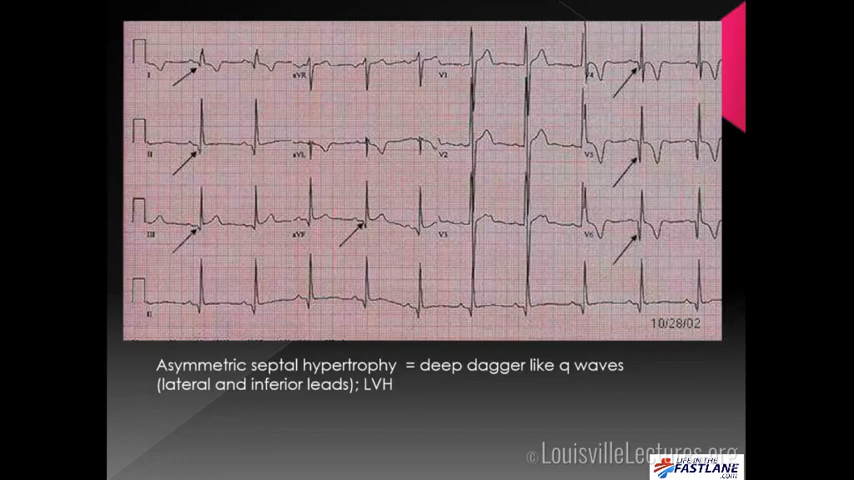 I aVR V1 V4
II aVL V2 V5
III aVF V3 V6
II
10/28/02
Asymmetric septal hypertrophy = deep dagger like q waves
(lateral and inferior leads); LVH
© LouisvilleLectures.org
LIFE IN THE
FASTLANE
.com